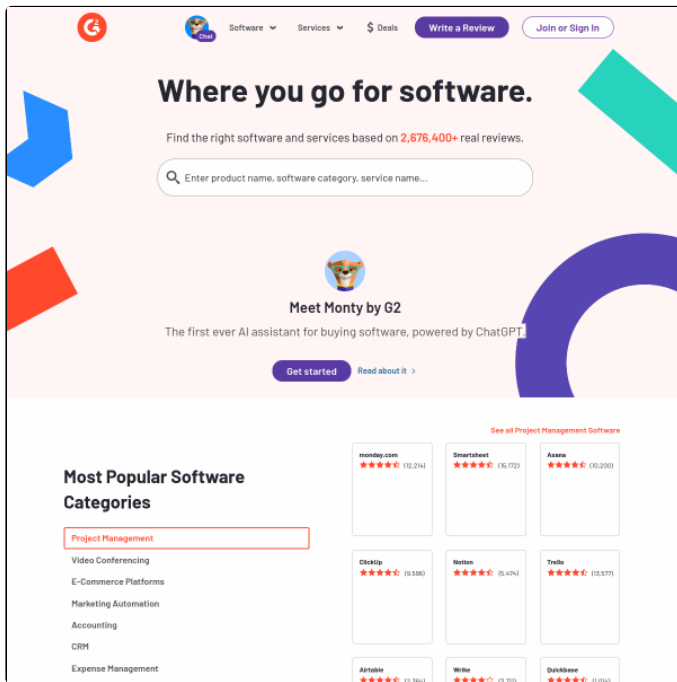 G2
Chat
Software
Services
$ Deals
Write a Review
Join or Sign In
Where you go for software.
Find the right software and services based on 2,676,400+ real reviews.
Enter product name, software category, service name...
Meet Monty by G2
The first ever AI assistant for buying software, powered by ChatGPT.
Get started
Read about it >
See all Project Management Software
Most Popular Software
Categories
Project Management
Video Conferencing
E-Commerce Platforms
Marketing Automation
Accounting
CRM
Expense Management
monday.com
(12,214)
Smartsheet
(15,172)
Asana
(10,200)
ClickUp
(9,598)
Notion
(5,474)
Trello
(13,577)
Airtable
Wrike
Quickbase